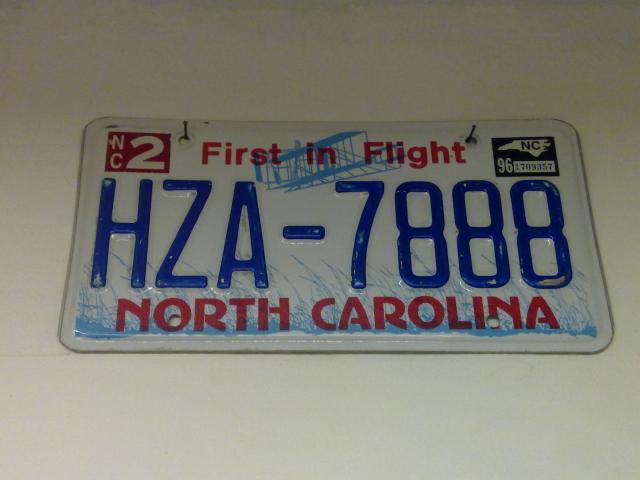 NC 2
First in Flight
NC
96 1709357
HZA-7888
NORTH CAROLINA